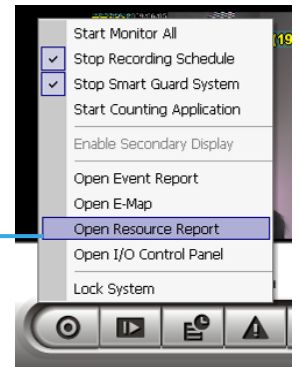 (19
Start Monitor All
Stop Recording Schedule
Stop Smart Guard System
Start Counting Application
Enable Secondary Display
Open Event Report
Open E-Map
Open Resource Report
Open I/O Control Panel
Lock System